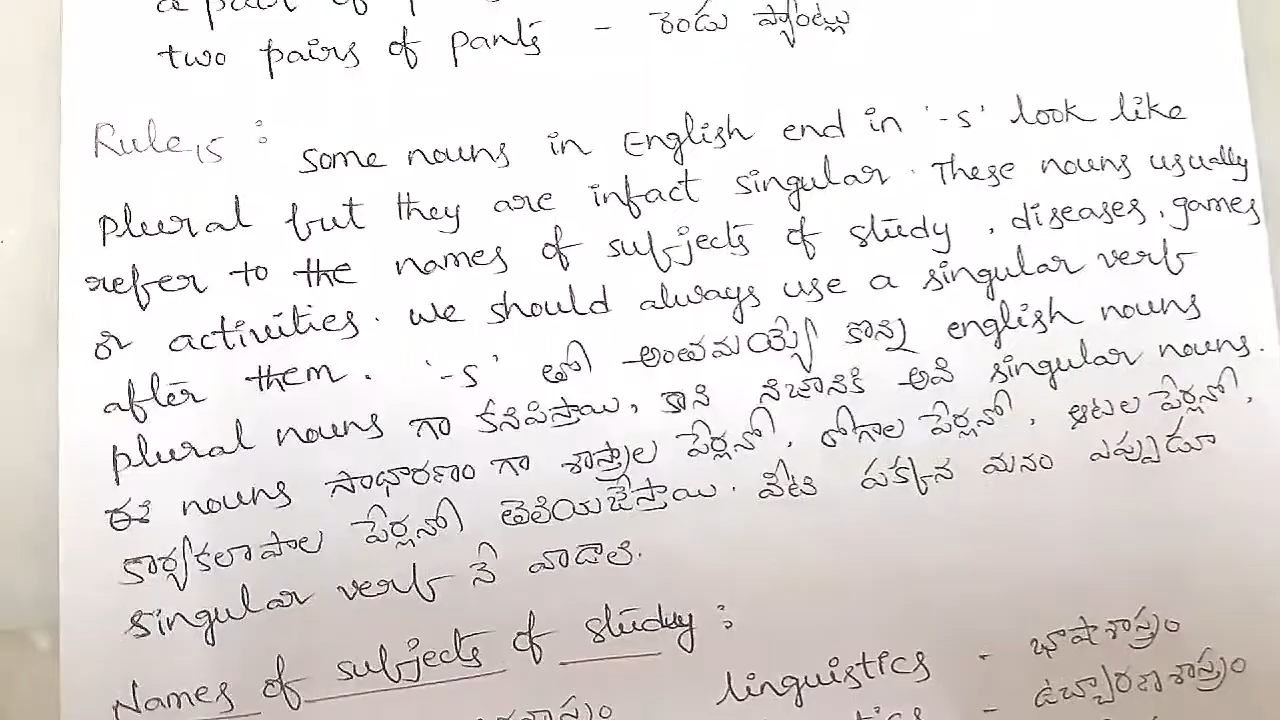 a pair of p
two pairs of pants - రెండు ప్యాంట్లు
Rule 15 : Some nouns in English end in '-s' look like
plural but they are infact singular. These nouns usually
refer to the names of subjects of study, diseases, games
or activities. We should always use a singular verb
after them. '-s' తో అంతమయ్యే కొన్ని english nouns
plural nouns గా కనిపిస్తాయి, కాని నిజానికి అవి singular nouns.
ఈ nouns సాధారణం గా శాస్త్రాల పేర్లనో, రోగాల పేర్లనో, ఆటల పేర్లనో,
కార్యకలాపాల పేర్లనో తెలియజేస్తాయి. వీటి పక్కన మనం ఎప్పుడూ
singular verb నే వాడాలి.
Names of subjects of study :
linguistics - భాషాశాస్త్రం
- ఉచ్చారణశాస్త్రం